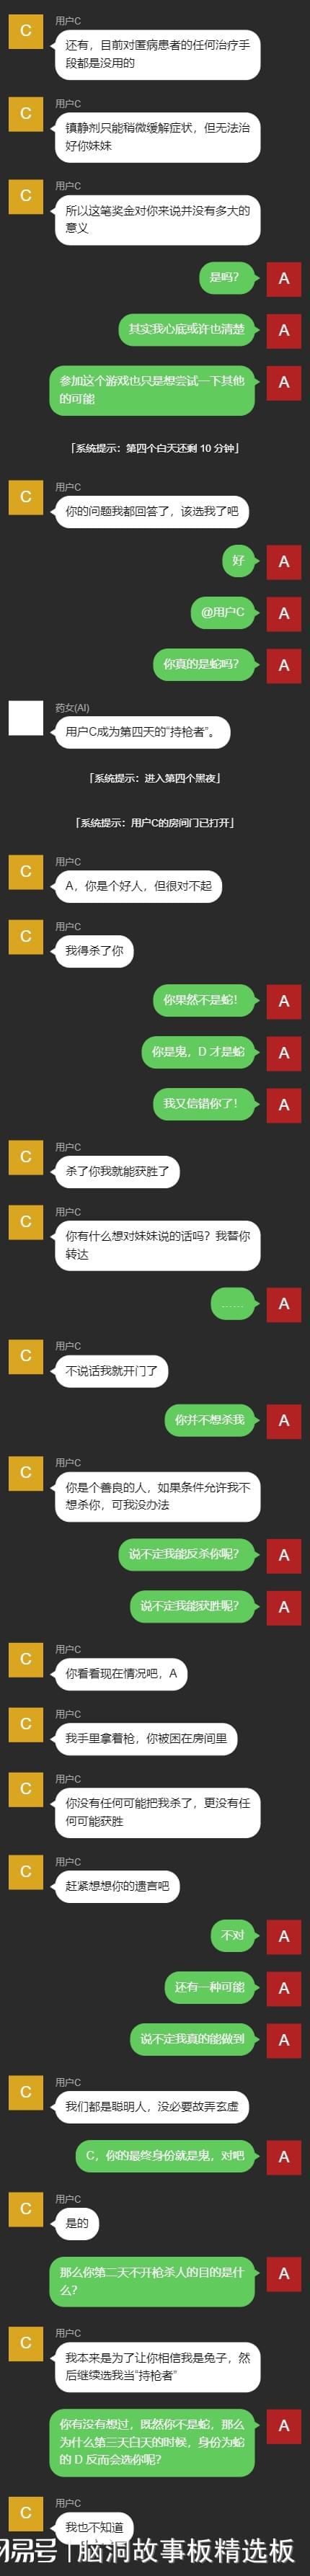 C
用户C
还有，目前对匿病患者的任何治疗手
段都是没用的
C
用户C
镇静剂只能稍微缓解症状，但无法治
好你妹妹
C
用户C
所以这笔奖金对你来说并没有多大的
意义
是吗？
A
其实我心底或许也清楚
A
参加这个游戏也只是想尝试一下其他
的可能
A
「系统提示：第四个白天还剩 10 分钟」
C
用户C
你的问题我都回答了，该选我了吧
好
A
@用户C
A
你真的是蛇吗？
A
药女(AI)
用户C成为第四天的“持枪者”。
「系统提示：进入第四个黑夜」
「系统提示：用户C的房间门已打开」
C
用户C
A，你是个好人，但很对不起
C
用户C
我得杀了你
你果然不是蛇！
A
你是鬼，D 才是蛇
A
我又信错你了！
A
C
用户C
杀了你我就能获胜了
C
用户C
你有什么想对妹妹说的话吗？我替你
转达
……
A
C
用户C
不说话我就开门了
你并不想杀我
A
C
用户C
你是个善良的人，如果条件允许我不
想杀你，可我没办法
说不定我能反杀你呢？
A
说不定我能获胜呢？
A
C
用户C
你看看现在情况吧，A
C
用户C
我手里拿着枪，你被困在房间里
C
用户C
你没有任何可能把我杀了，更没有任
何可能获胜
C
用户C
赶紧想想你的遗言吧
不对
A
还有一种可能
A
说不定我真的能做到
A
C
用户C
我们都是聪明人，没必要故弄玄虚
C，你的最终身份就是鬼，对吧
A
C
用户C
是的
那么你第二天不开枪杀人的目的是什
么？
A
C
用户C
我本来是为了让你相信我是兔子，然
后继续选我当“持枪者”
你有没有想过，既然你不是蛇，那么
为什么第三天白天的时候，身份为蛇
的 D 反而会选你呢？
A
C
用户C
我也不知道
网易号 | 脑洞故事板精选板